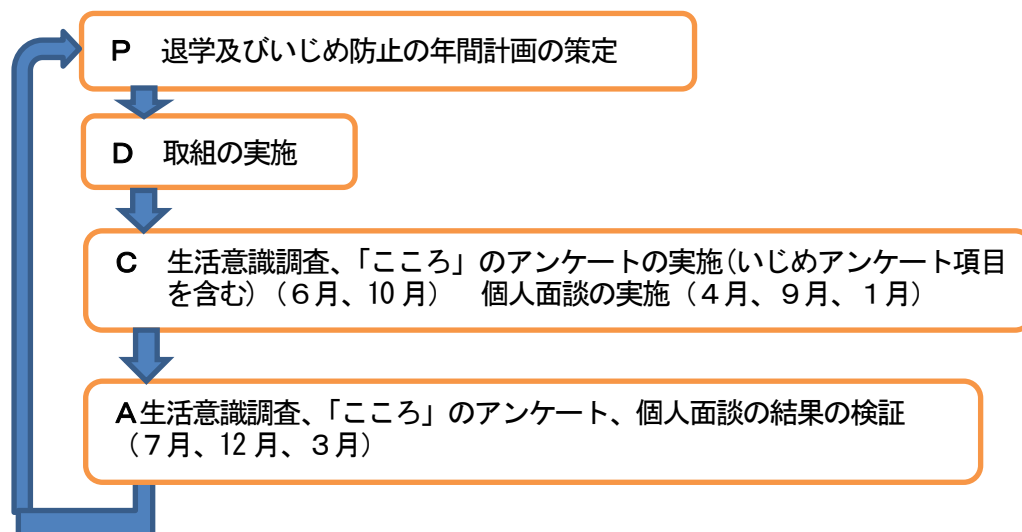 P 退学及びいじめ防止の年間計画の策定
D 取組の実施
C 生活意識調査、「こころ」のアンケートの実施(いじめアンケート項目
を含む)(6月、10月) 個人面談の実施(4月、9月、1月)
A生活意識調査、「こころ」のアンケート、個人面談の結果の検証
(7月、12月、3月)